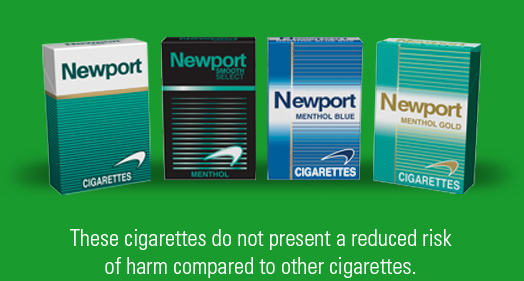 Newport
CIGARETTES
Newport
SMOOTH
SELECT
MENTHOL
Newport
MENTHOL BLUE
CIGARETTES
Newport
MENTHOL GOLD
CIGARETTES
These cigarettes do not present a reduced risk
of harm compared to other cigarettes.